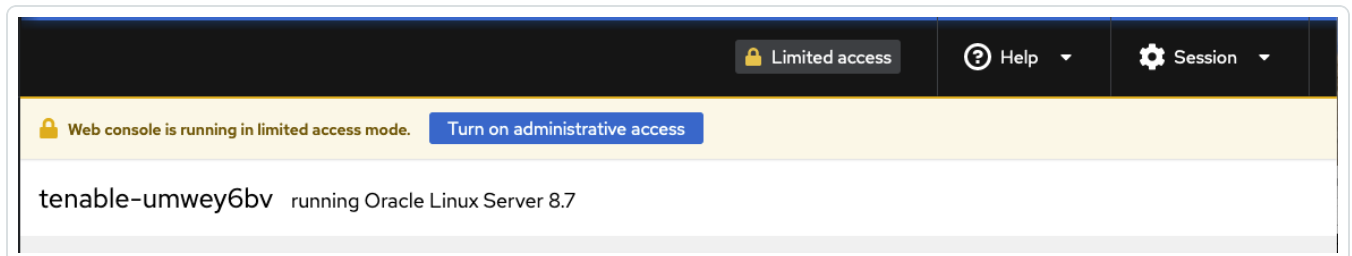 Limited access Help Session
Web console is running in limited access mode. Turn on administrative access
tenable-umwey6bv running Oracle Linux Server 8.7